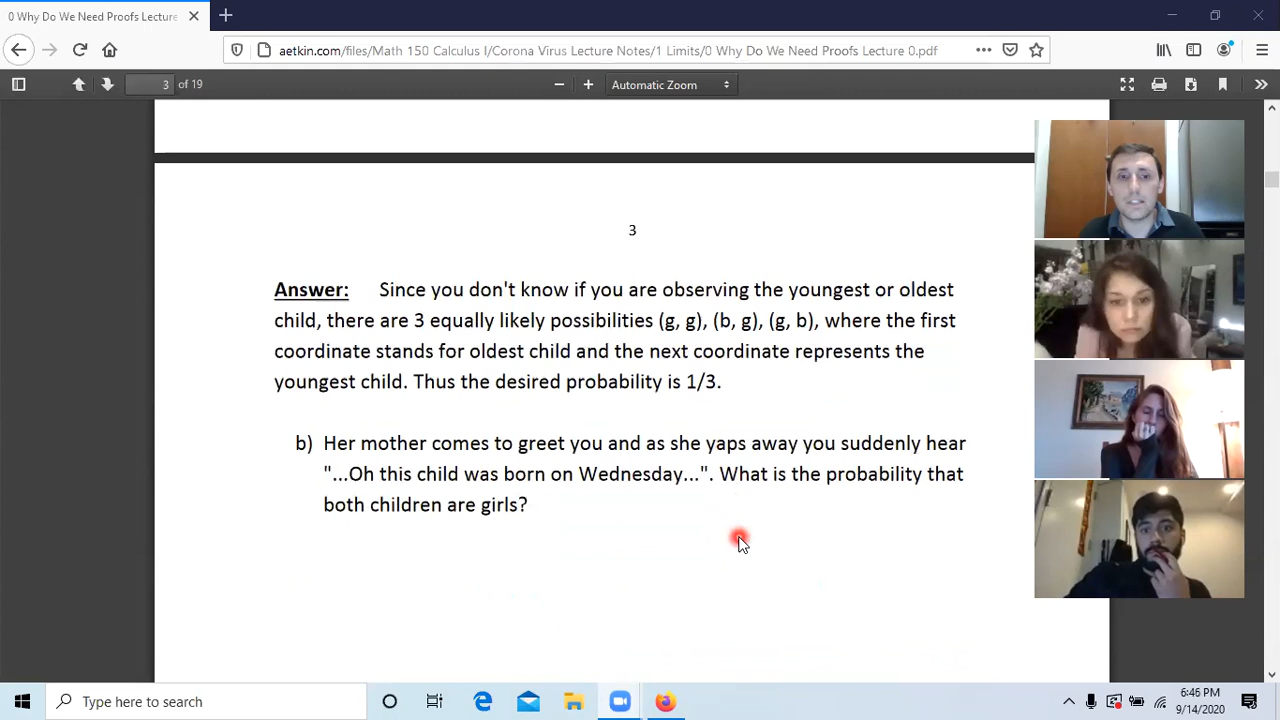 0 Why Do We Need Proofs Lecture
aetkin.com/files/Math 150 Calculus I/Corona Virus Lecture Notes/1 Limits/0 Why Do We Need Proofs Lecture 0.pdf
3 of 19
Automatic Zoom
3
Answer: Since you don't know if you are observing the youngest or oldest
child, there are 3 equally likely possibilities (g, g), (b, g), (g, b), where the first
coordinate stands for oldest child and the next coordinate represents the
youngest child. Thus the desired probability is 1/3.
b) Her mother comes to greet you and as she yaps away you suddenly hear
"...Oh this child was born on Wednesday...". What is the probability that
both children are girls?
Type here to search
6:46 PM
9/14/2020